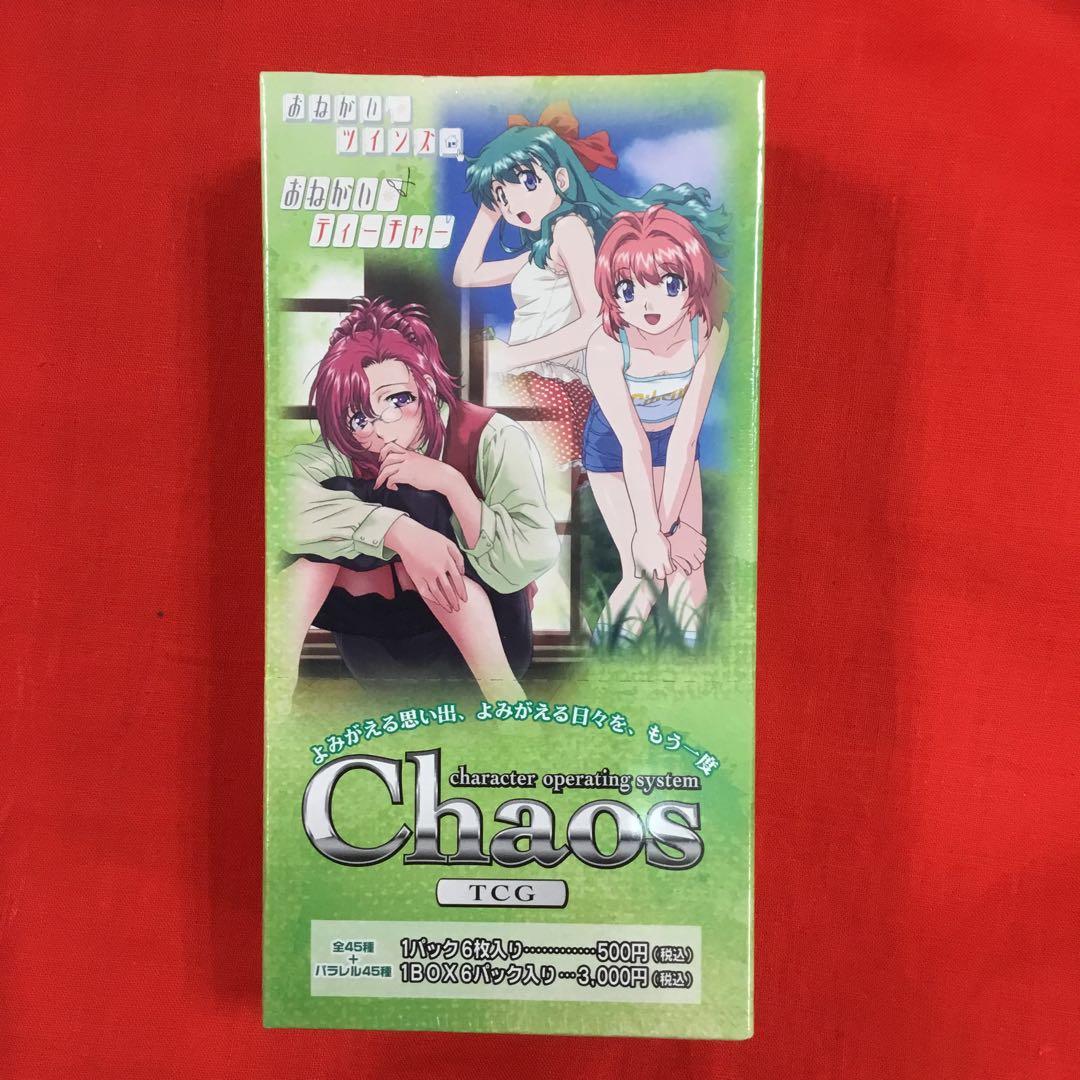 おねがい
ツインズ
おねがい
ティーチャー
よみがえる思い出、よみがえる日々を、もう一度
character operating system
Chaos
TCG
全45種
+
パラレル45種
1パック6枚入り…………500円(税込)
1BOX6パック入り…3,000円(税込)